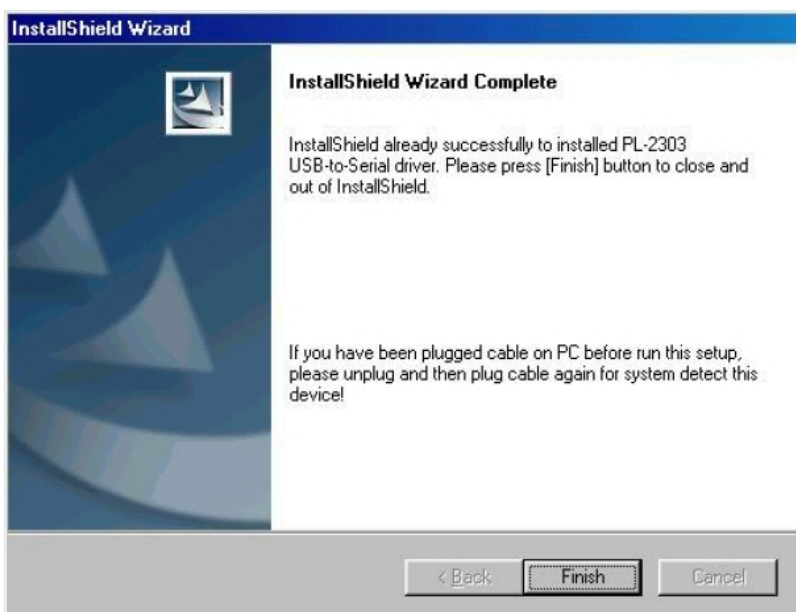 InstallShield Wizard
InstallShield Wizard Complete
InstallShield already successfully to installed PL-2303
USB-to-Serial driver. Please press [Finish] button to close and
out of InstallShield.
If you have been plugged cable on PC before run this setup,
please unplug and then plug cable again for system detect this
device!
< Back Finish Cancel